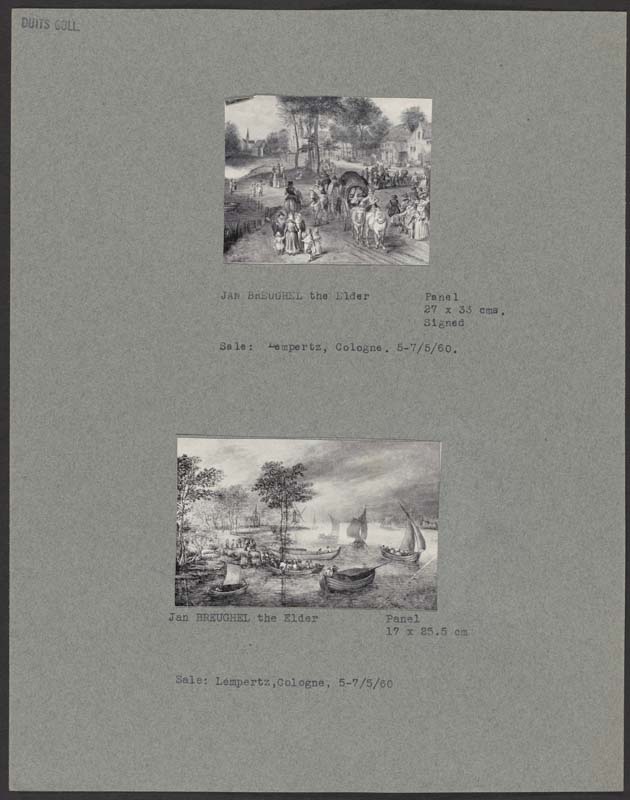 DUITS COLL.
JAN BREUGHEL the Elder
Panel
27 x 33 cms.
Signed
Sale: Lempertz, Cologne. 5-7/5/60.
Jan BREUGHEL the Elder
Panel
17 x 25.5 cm
Sale: Lempertz,Cologne, 5-7/5/60